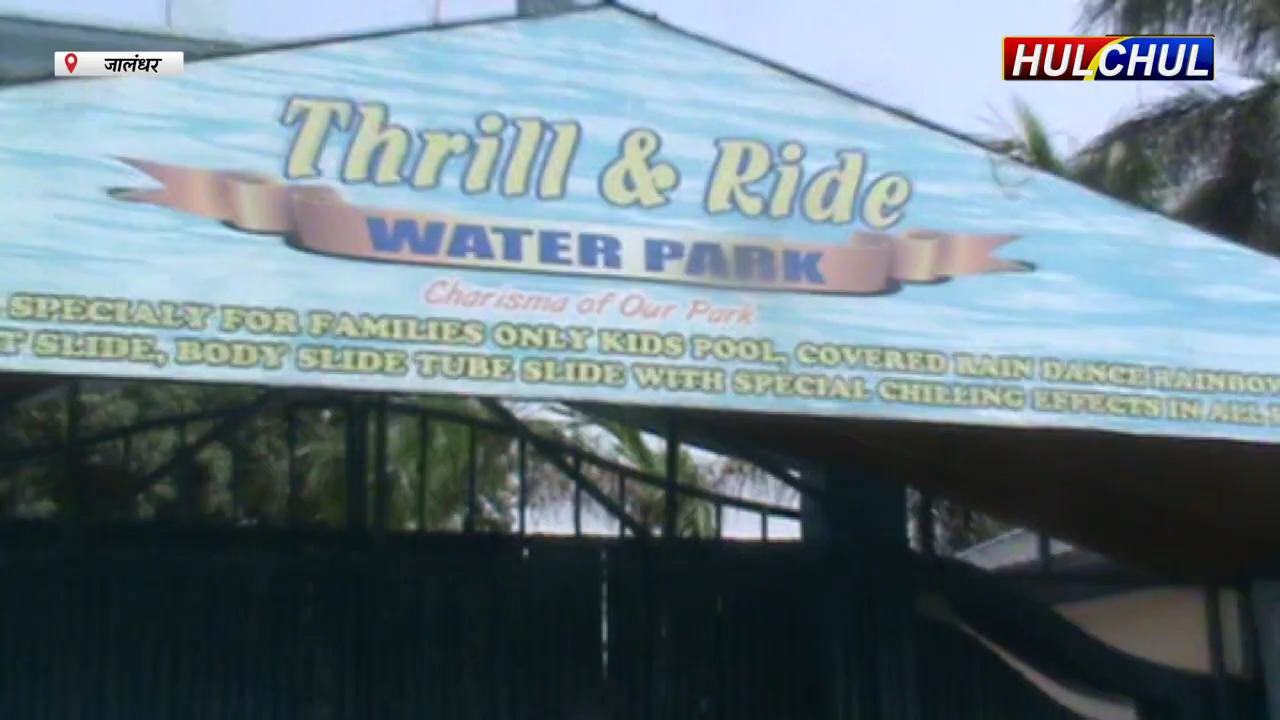 जालंधर
HULCHUL
Thrill & Ride
WATER PARK
Charisma of Our Park
SPECIALY FOR FAMILIES ONLY KIDS POOL, COVERED RAIN DANCE RAINBOW
T SLIDE, BODY SLIDE TUBE SLIDE WITH SPECIAL CHILLING EFFECTS IN ALL